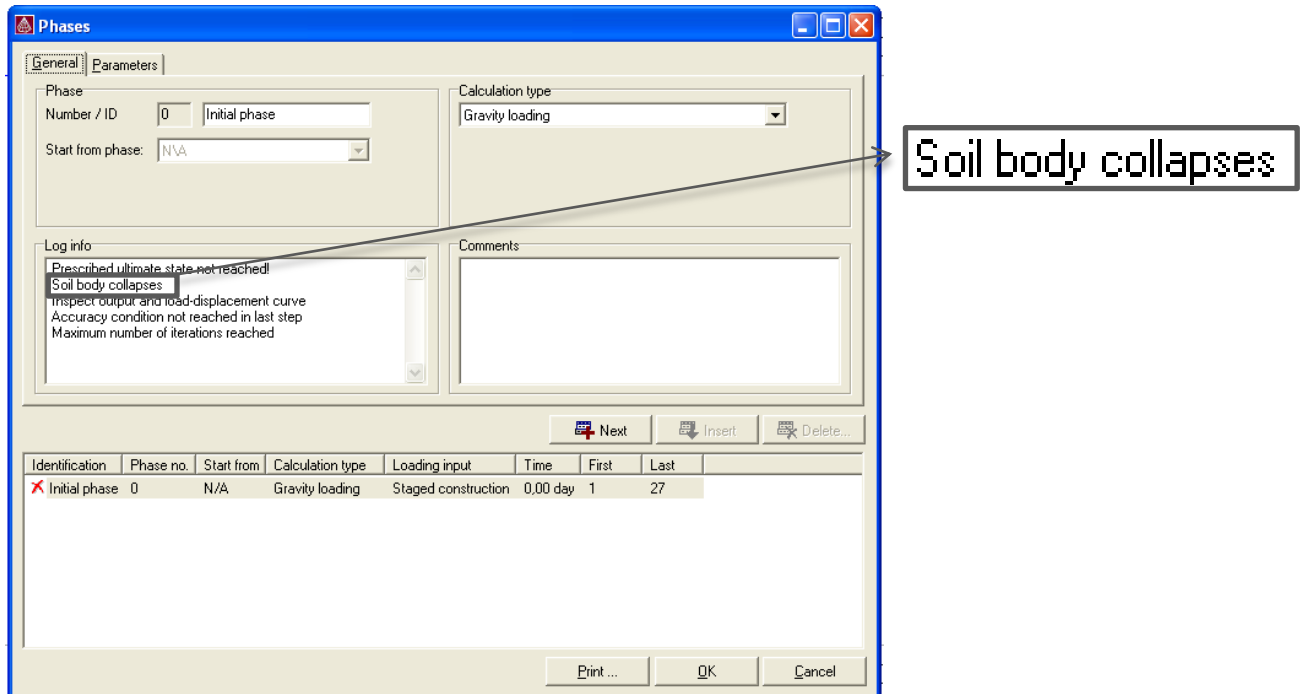 Phases
General Parameters
Phase
Number / ID 0 Initial phase
Start from phase: N\A
Calculation type
Gravity loading
Soil body collapses
Log info
Prescribed ultimate state not reached!
Soil body collapses
Inspect output and load-displacement curve
Accuracy condition not reached in last step
Maximum number of iterations reached
Comments
Next Insert Delete...
Identification Phase no. Start from Calculation type Loading input Time First Last
Initial phase 0 N/A Gravity loading Staged construction 0,00 day 1 27
Print ... OK Cancel